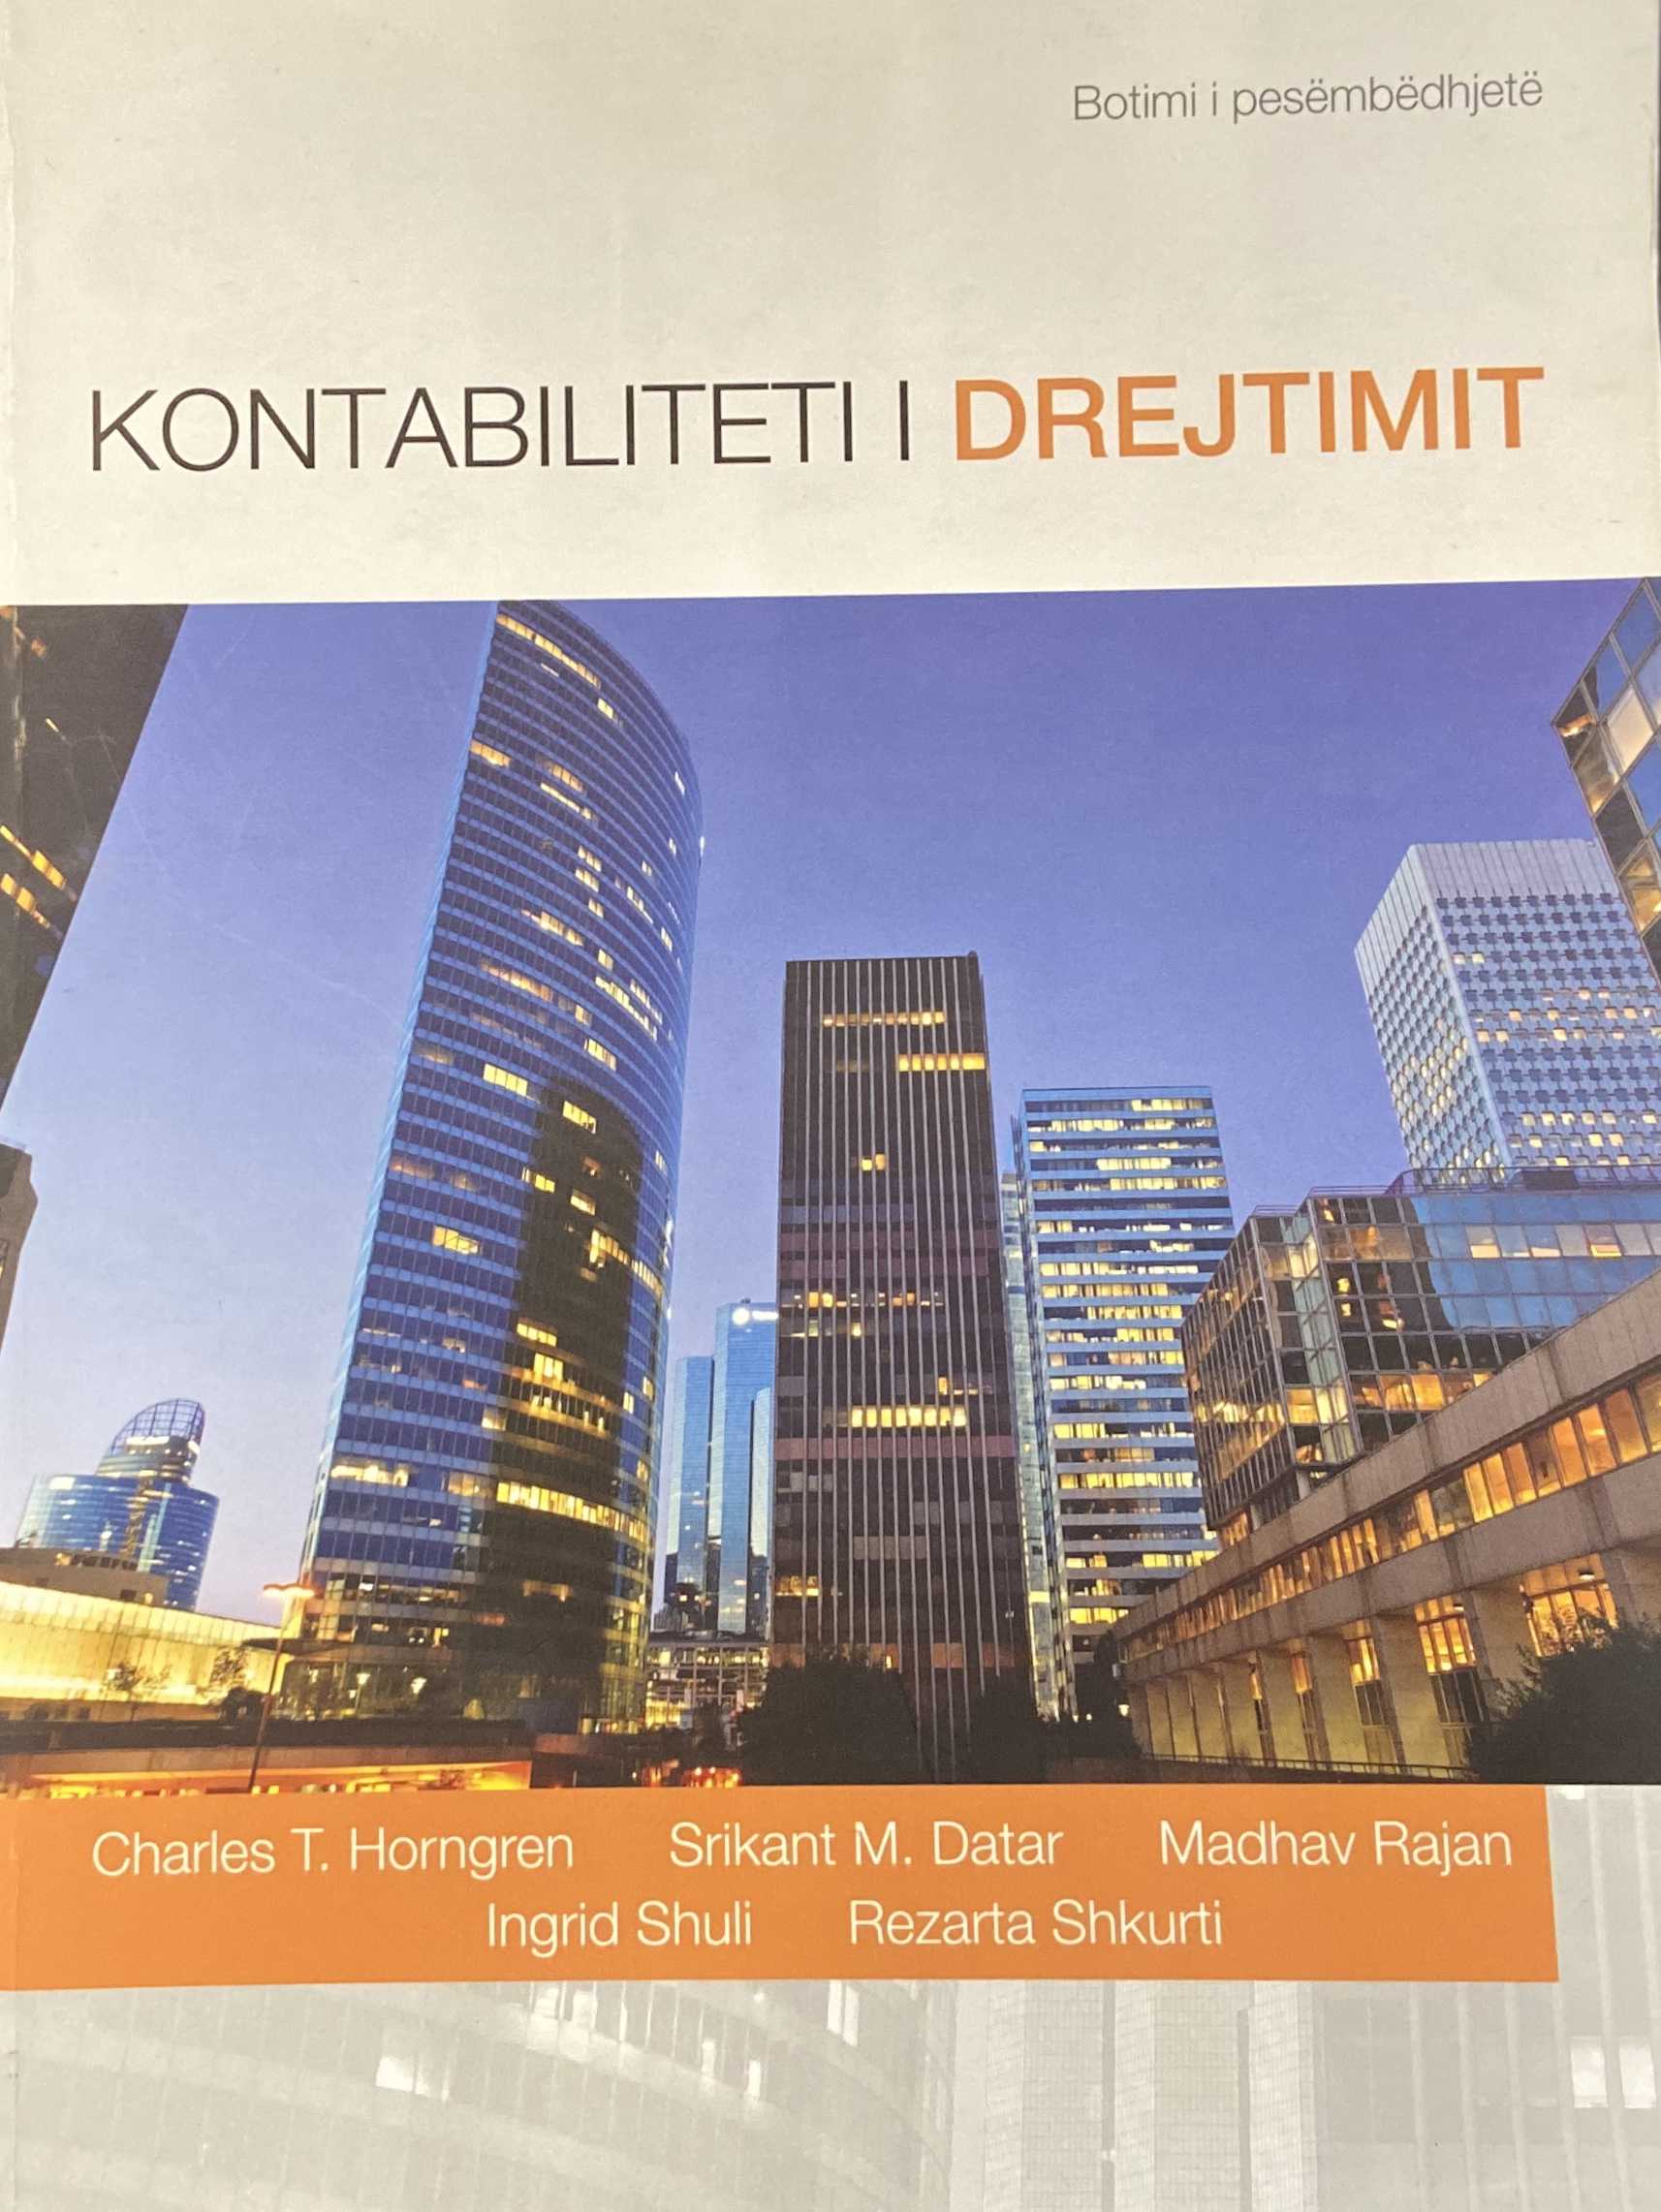 Botimi i pesëmbëdhjetë
KONTABILITETI I DREJTIMIT
Charles T. Horngren Srikant M. Datar Madhav Rajan
Ingrid Shuli Rezarta Shkurti